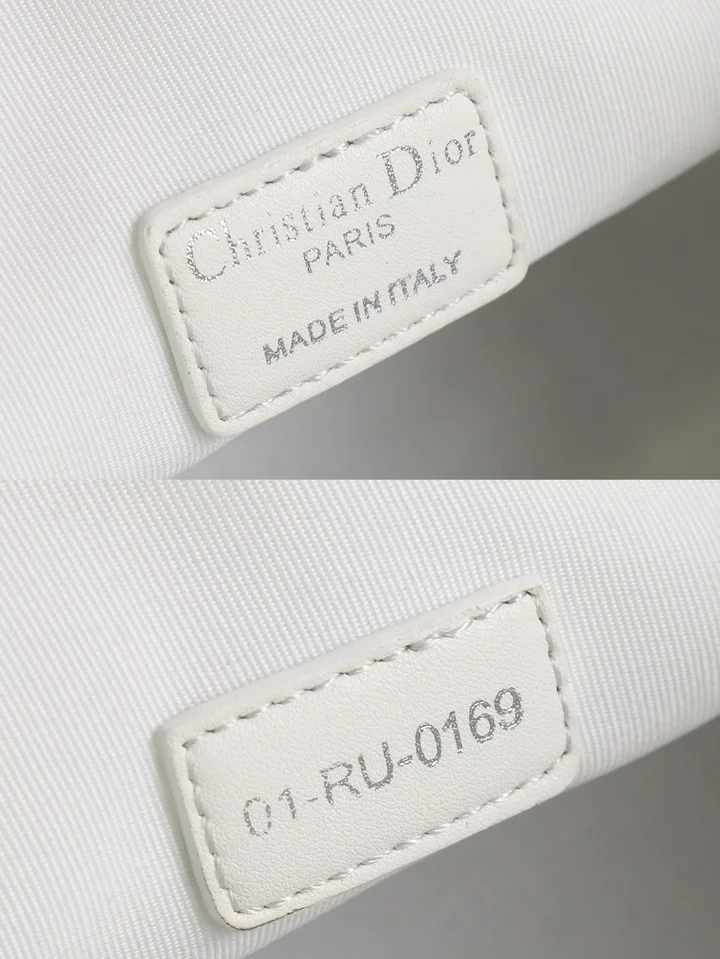 Christian Dior
PARIS
MADE IN ITALY
01-RU-0169